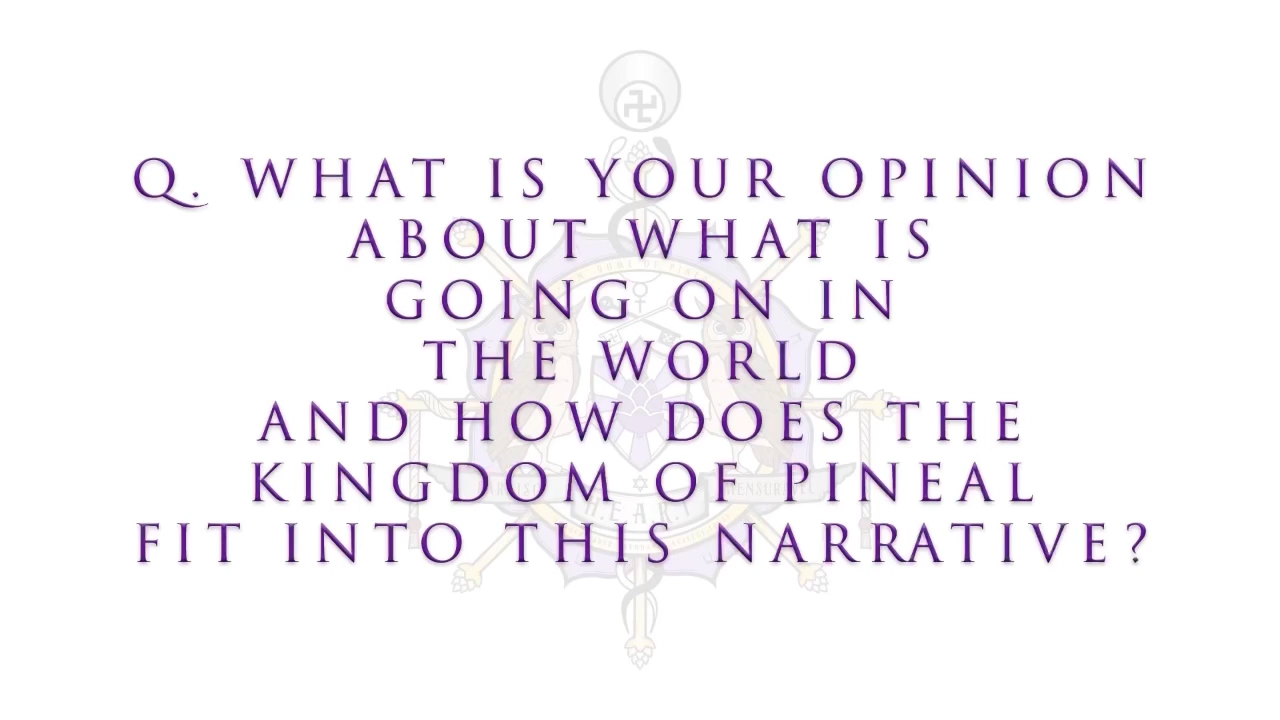 Q. WHAT IS YOUR OPINION
ABOUT WHAT IS
GOING ON IN
THE WORLD
AND HOW DOES THE
KINGDOM OF PINEAL
FIT INTO THIS NARRATIVE?
H.E.A.R.T